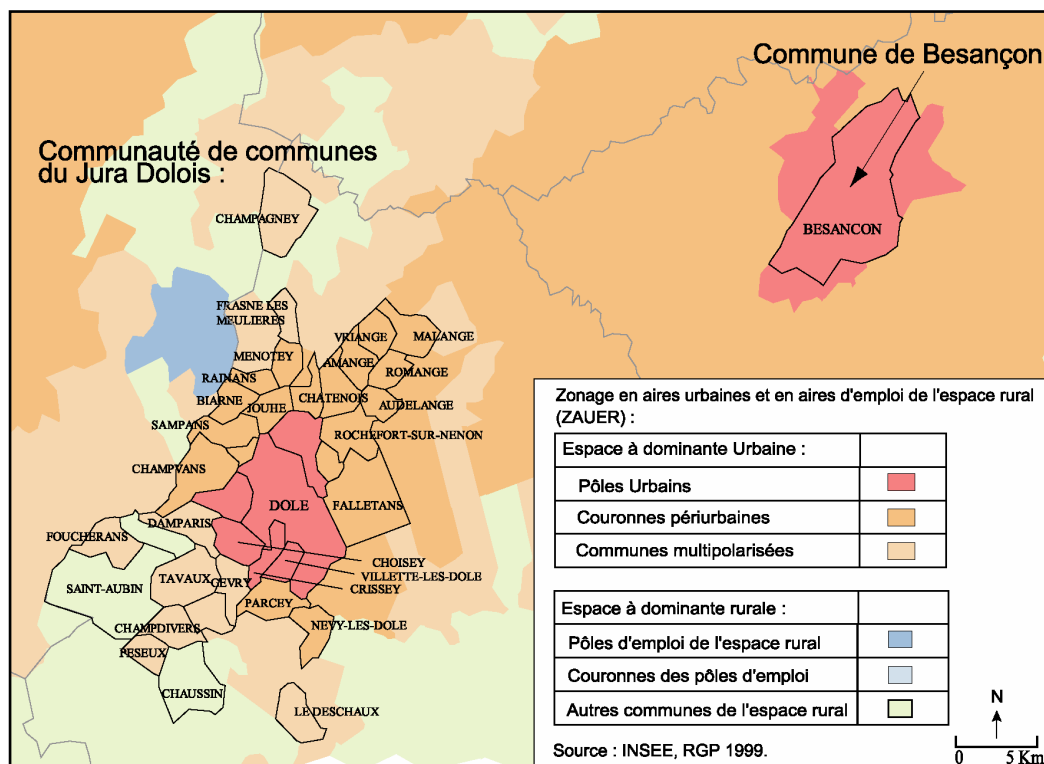 Commune de Besançon
Communauté de communes
du Jura Dolois :
CHAMPAGNEY
BESANCON
FRASNE LES
MEULIERES
VRIANGE
MALANGE
MENOTEY
AMANGE
ROMANGE
RAINANS
BIARNE
CHATENOIS
JOUHE
AUDELANGE
SAMPANS
ROCHEFORT-SUR-NENON
CHAMPVANS
DOLE
FALLETANS
DAMPARIS
FOUCHERANS
CHOISEY
VILLETTE-LES-DOLE
CRISSEY
TAVAUX
GEVRY
SAINT-AUBIN
PARCEY
CHAMPDIVERS
NEVY-LES-DOLE
PESEUX
CHAUSSIN
LE DESCHAUX
Zonage en aires urbaines et en aires d'emploi de l'espace rural
(ZAUER) :
Espace à dominante Urbaine :
Pôles Urbains
Couronnes périurbaines
Communes multipolarisées
Espace à dominante rurale :
Pôles d'emploi de l'espace rural
Couronnes des pôles d'emploi
Autres communes de l'espace rural
Source : INSEE, RGP 1999.
N
0 5 Km